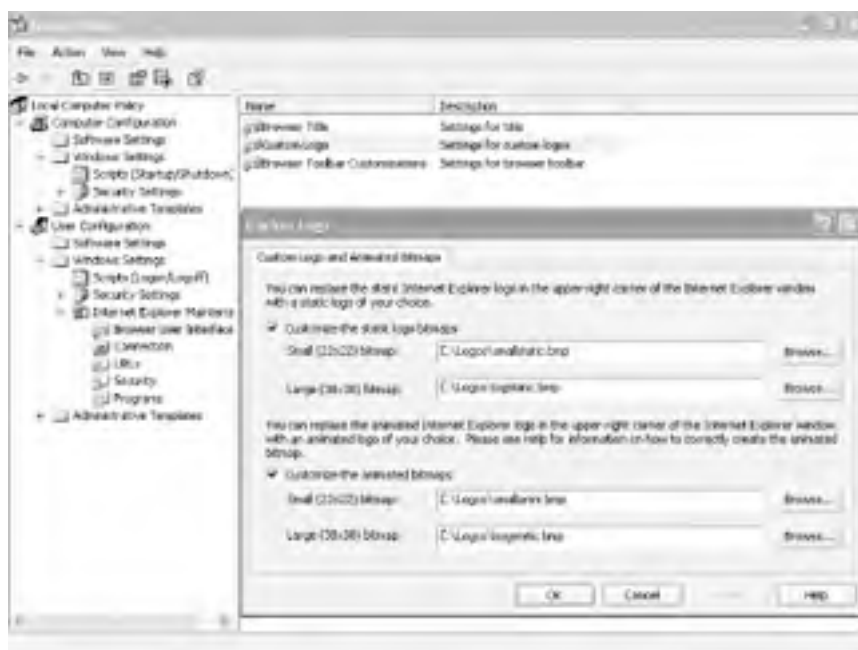 File Action View Help
Local Computer Policy
Computer Configuration
Software Settings
Windows Settings
Scripts (Startup/Shutdown)
Security Settings
Administrative Templates
User Configuration
Software Settings
Windows Settings
Scripts (Logon/Logoff)
Security Settings
Internet Explorer Maintena
Browser User Interface
Connection
URLs
Security
Programs
Administrative Templates
Name Description
Browser Title Settings for title
Custom Logo Settings for custom logos
Browser Toolbar Customizations Settings for browser toolbar
Custom Logo
Custom Logo and Animated Bitmaps
You can replace the static Internet Explorer logo in the upper-right corner of the Internet Explorer window
with a static logo of your choice.
Customize the static logo bitmaps
Small (22x22) bitmap: C:\Logos\smallstatic.bmp Browse...
Large (38x38) bitmap: C:\Logos\ Browse...
You can replace the animated Internet Explorer logo in the upper-right corner of the Internet Explorer window
with an animated logo of your choice. Please see Help for information on how to correctly create the animated
bitmap.
Customize the animated bitmaps
Small (22x22) bitmap: C:\Logos\ Browse...
Large (38x38) bitmap: C:\Logos\ Browse...
OK Cancel Help